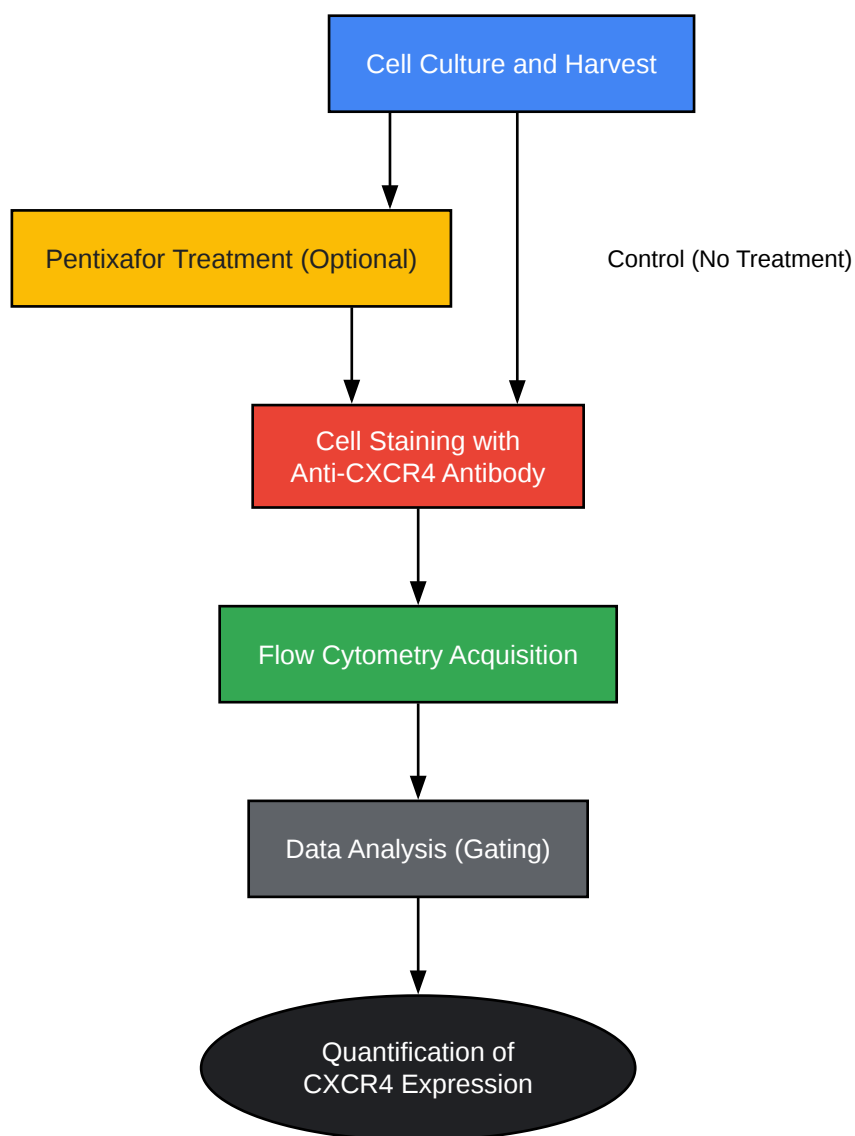 Cell Culture and Harvest
Pentixafor Treatment (Optional)
Control (No Treatment)
Cell Staining with
Anti-CXCR4 Antibody
Flow Cytometry Acquisition
Data Analysis (Gating)
Quantification of
CXCR4 Expression